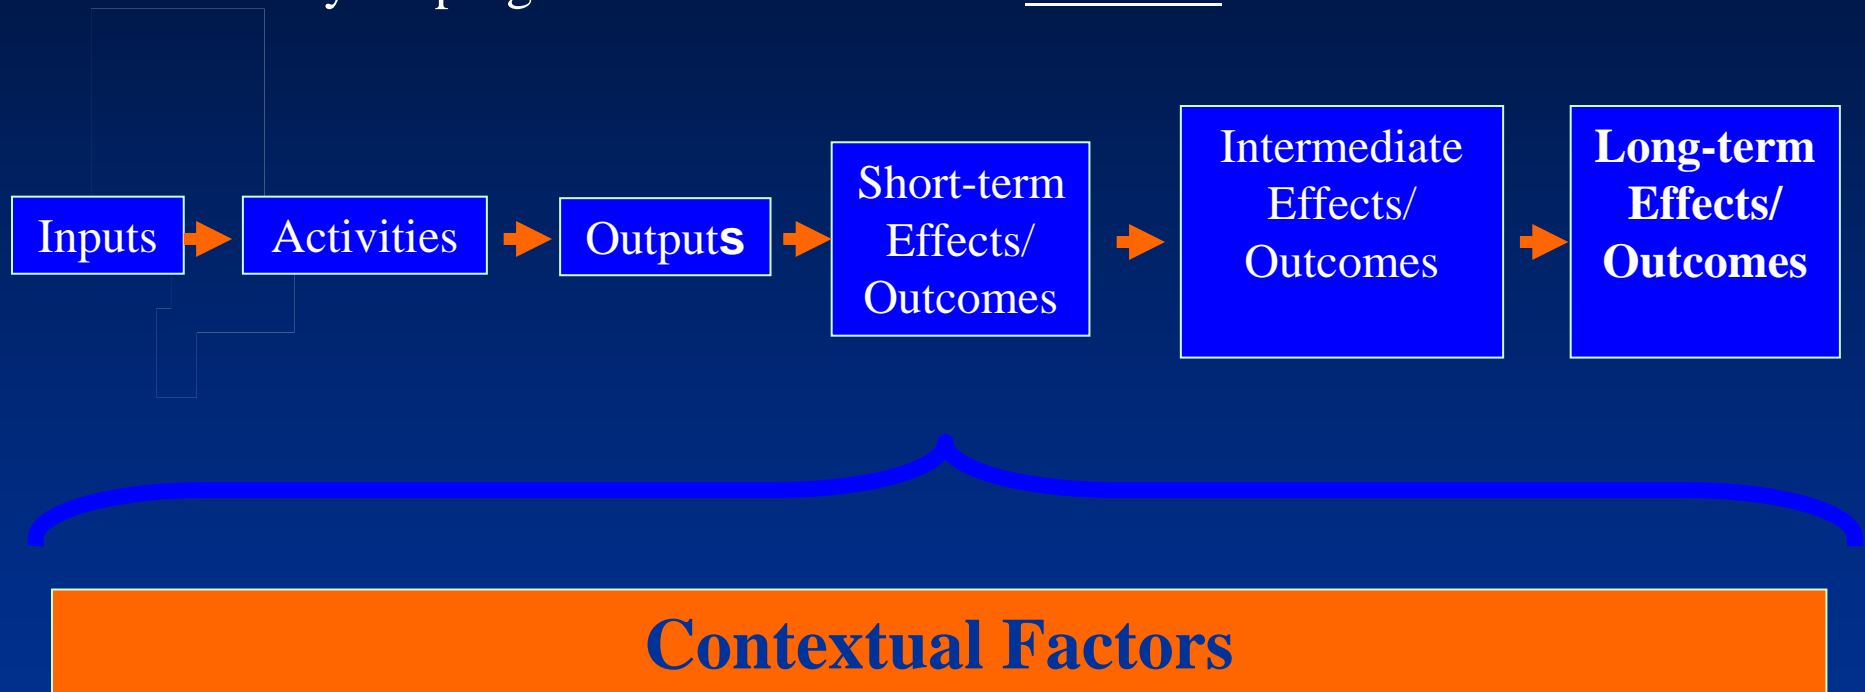 Inputs
Activities
Outputs
Short-term
Effects/
Outcomes
Intermediate
Effects/
Outcomes
Long-term
Effects/
Outcomes
Contextual Factors